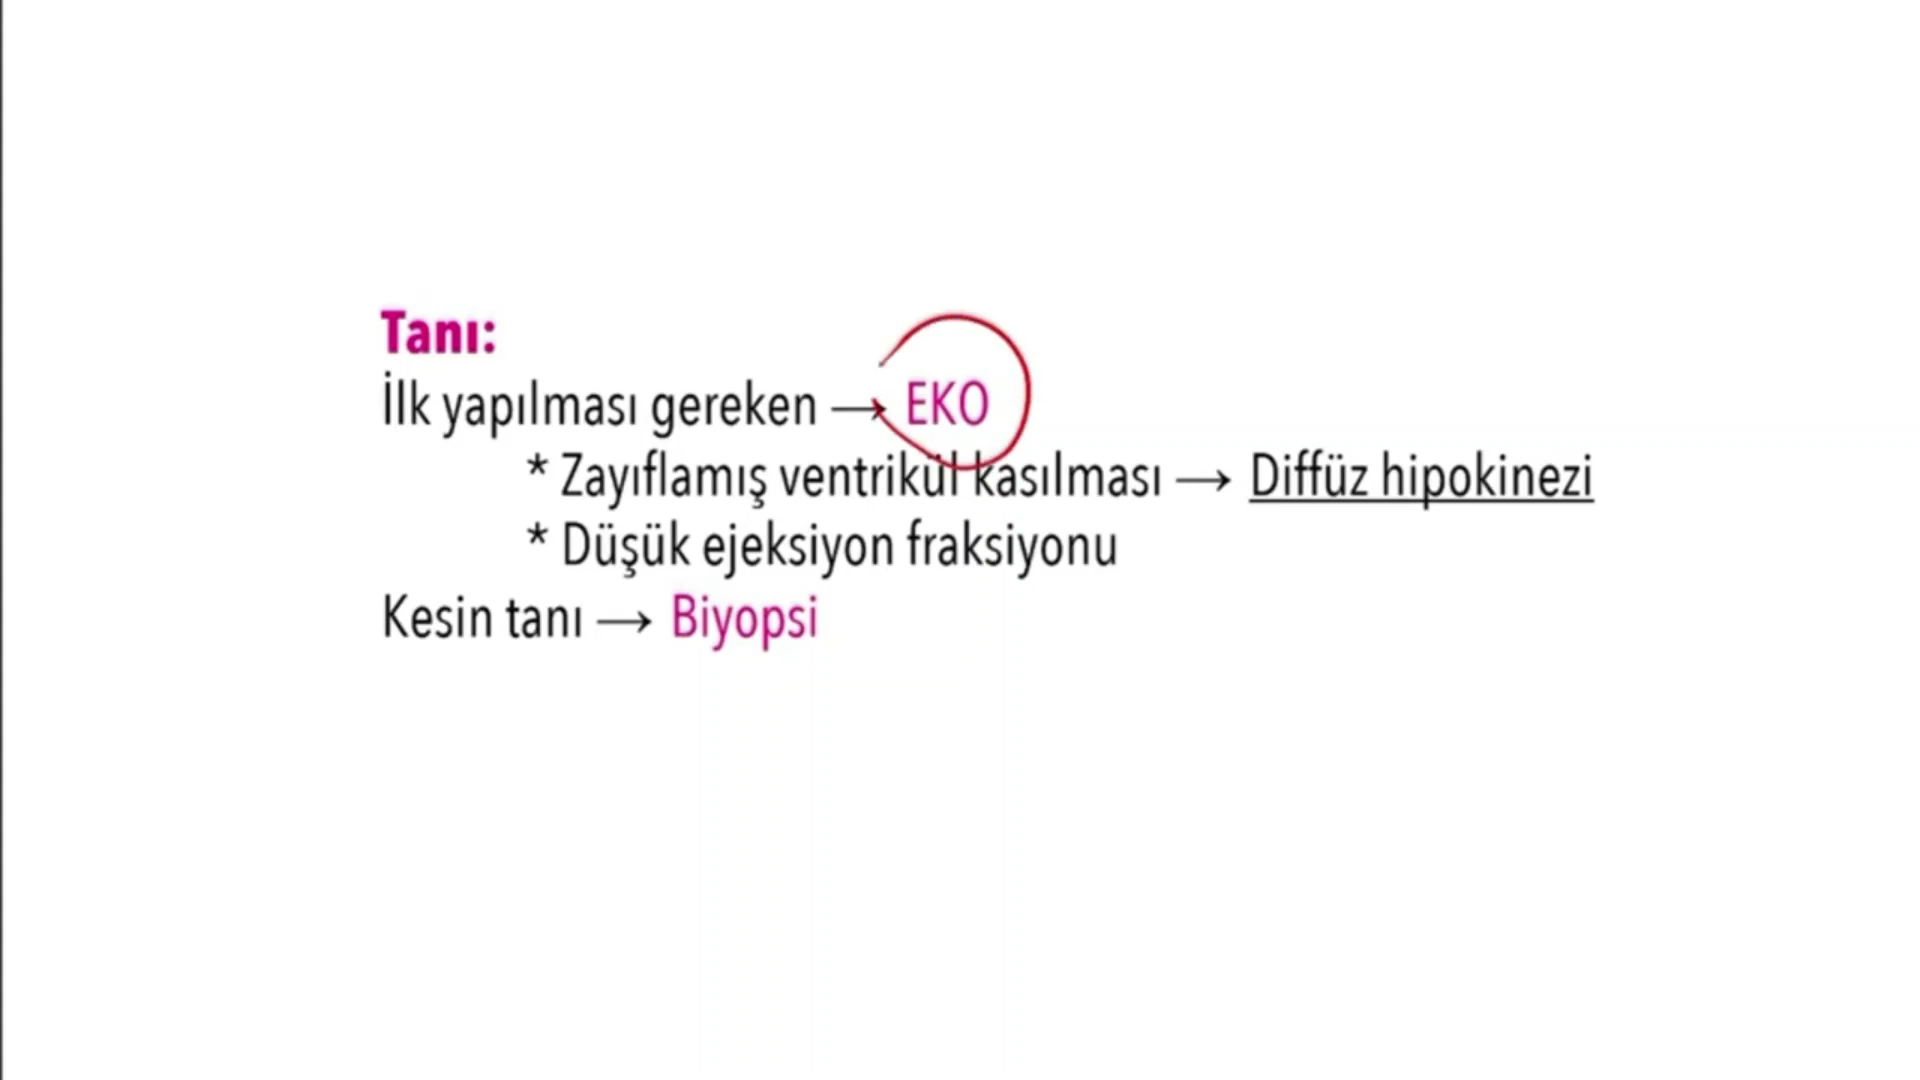 Tanı:
İlk yapılması gereken → EKO
* Zayıflamış ventrikül kasılması → Diffüz hipokinezi
* Düşük ejeksiyon fraksiyonu
Kesin tanı → Biyopsi